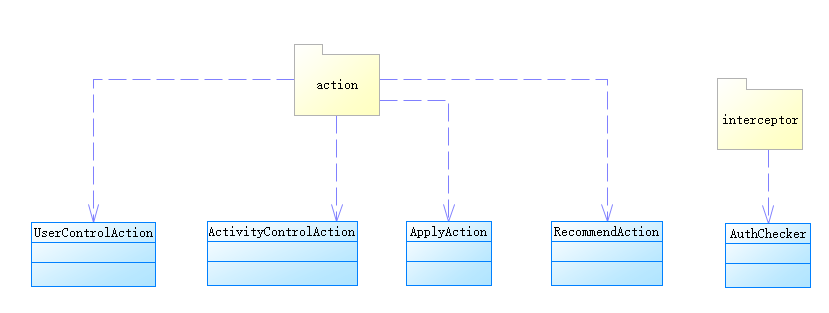 action
interceptor
UserControlAction
ActivityControlAction
ApplyAction
RecommendAction
AuthChecker